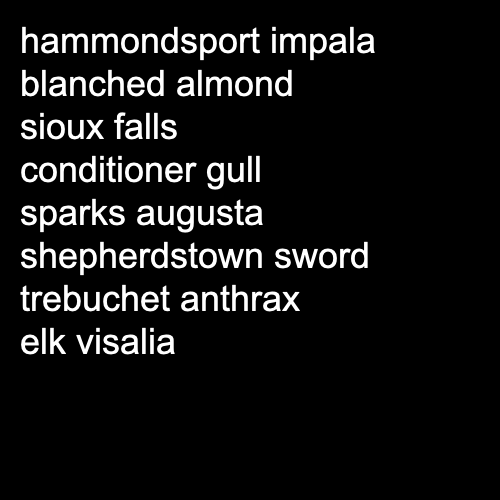 hammondsport impala
blanched almond
sioux falls
conditioner gull
sparks augusta
shepherdstown sword
trebuchet anthrax
elk visalia